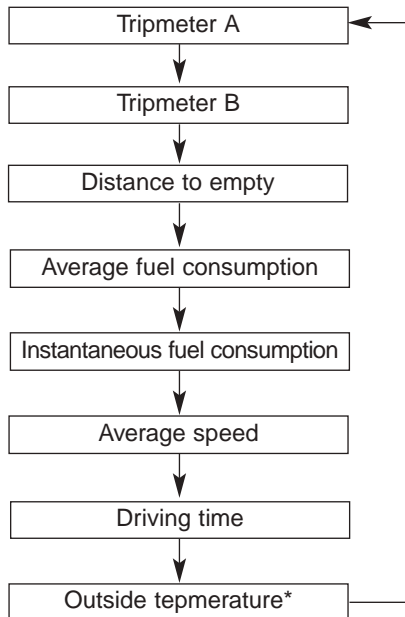 Tripmeter A
Tripmeter B
Distance to empty
Average fuel consumption
Instantaneous fuel consumption
Average speed
Driving time
Outside tepmerature*